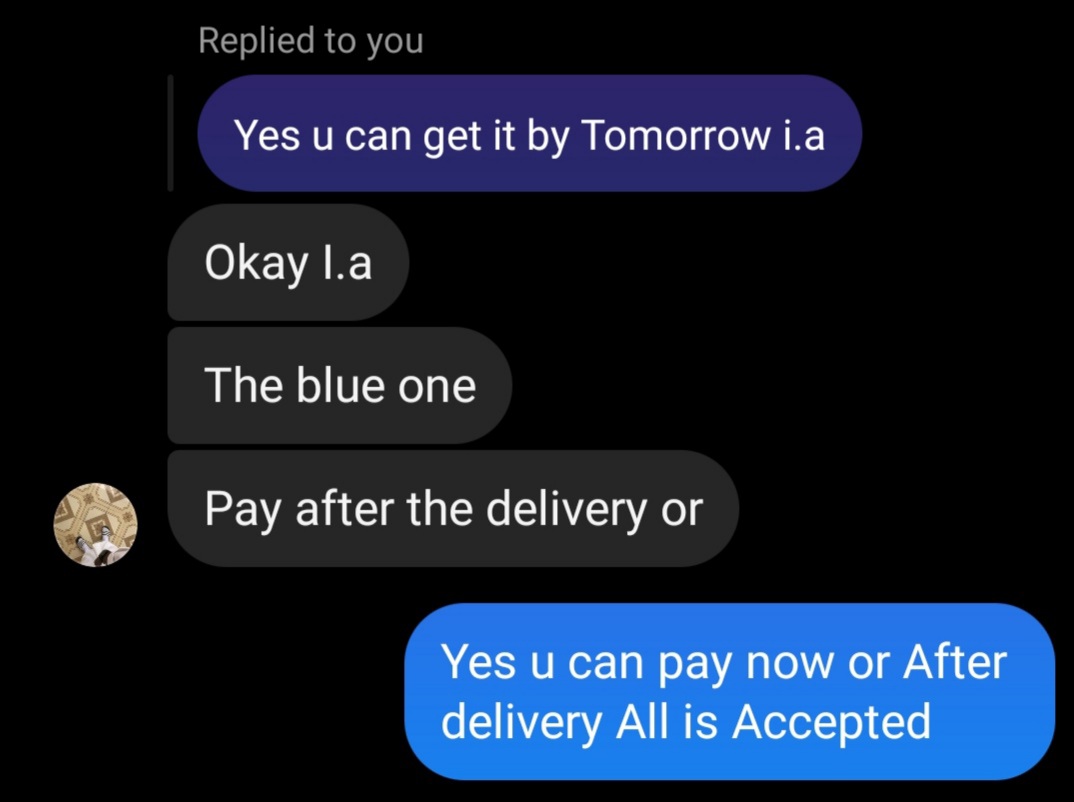 Replied to you
Yes u can get it by Tomorrow i.a
Okay I.a
The blue one
Pay after the delivery or
Yes u can pay now or After
delivery All is Accepted